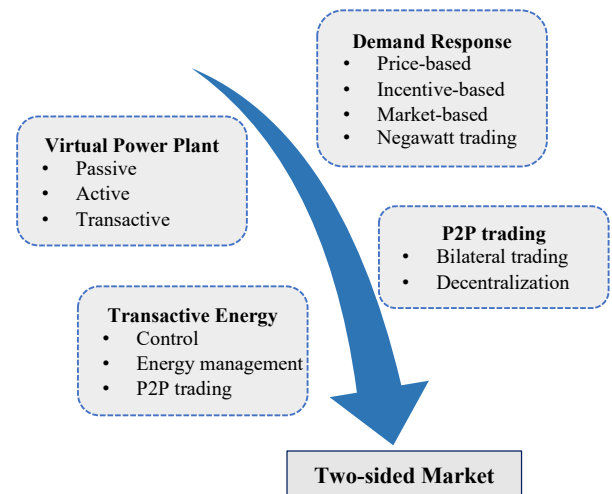 Demand Response
• Price-based
• Incentive-based
• Market-based
• Negawatt trading
Virtual Power Plant
• Passive
• Active
• Transactive
P2P trading
• Bilateral trading
• Decentralization
Transactive Energy
• Control
• Energy management
• P2P trading
Two-sided Market